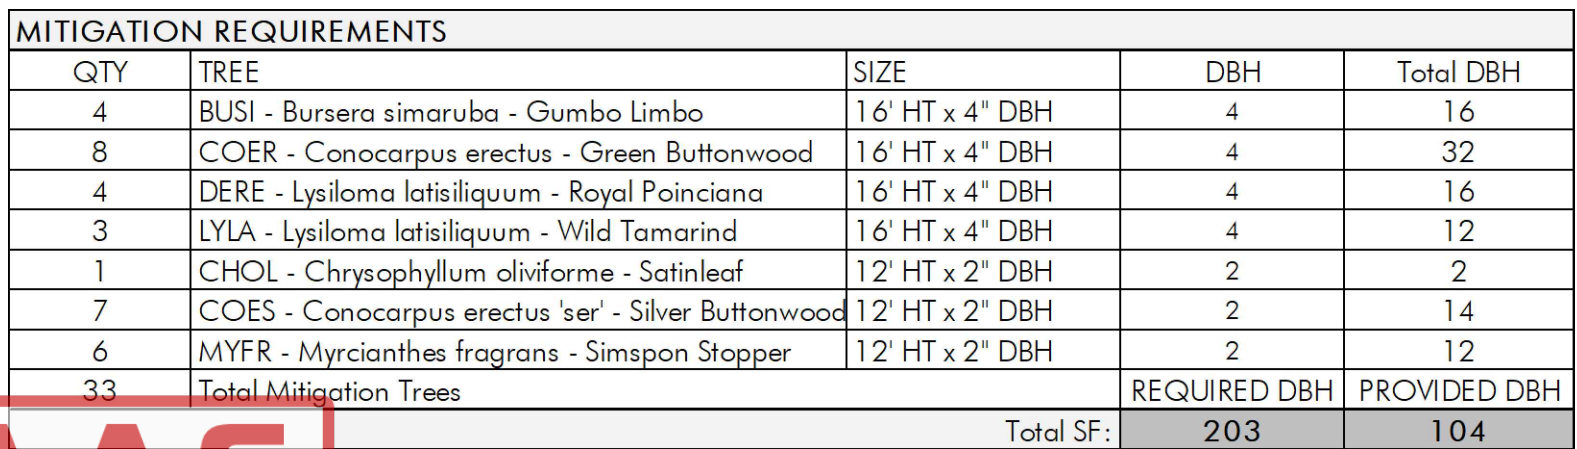 MITIGATION REQUIREMENTS
QTY TREE SIZE DBH Total DBH
4 BUSI - Bursera simaruba - Gumbo Limbo 16' HT x 4" DBH 4 16
8 COER - Conocarpus erectus - Green Buttonwood 16' HT x 4" DBH 4 32
4 DERE - Lysiloma latisiliquum - Royal Poinciana 16' HT x 4" DBH 4 16
3 LYLA - Lysiloma latisiliquum - Wild Tamarind 16' HT x 4" DBH 4 12
1 CHOL - Chrysophyllum oliviforme - Satinleaf 12' HT x 2" DBH 2 2
7 COES - Conocarpus erectus 'ser' - Silver Buttonwood 12' HT x 2" DBH 2 14
6 MYFR - Myrcianthes fragrans - Simspon Stopper 12' HT x 2" DBH 2 12
33 Total Mitigation Trees REQUIRED DBH PROVIDED DBH
Total SF: 203 104